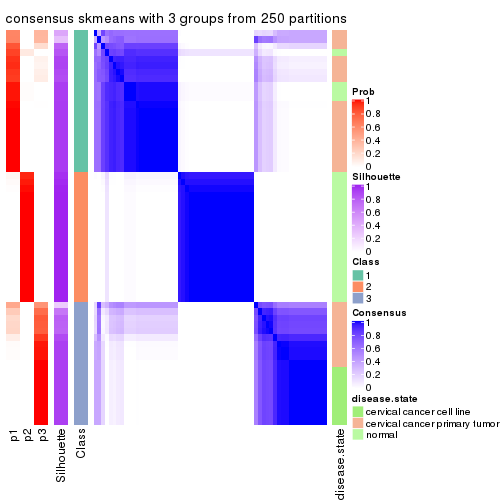 consensus skmeans with 3 groups from 250 partitions
Prob
1
0.8
0.6
0.4
0.2
0
Silhouette
1
0.8
0.6
0.4
0.2
0
Class
1
2
3
Consensus
1
0.8
0.6
0.4
0.2
0
disease.state
cervical cancer cell line
cervical cancer primary tumor
normal
p1
p2
p3
Silhouette
Class
disease.state